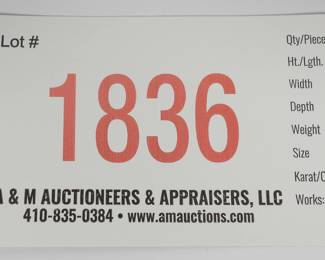 Lot #
1836
A & M AUCTIONEERS & APPRAISERS, LLC
410-835-0384 • www.amauctions.com
Qty/Piece
Ht./Lgth.
Width
Depth
Weight
Size
Karat/C
Works: